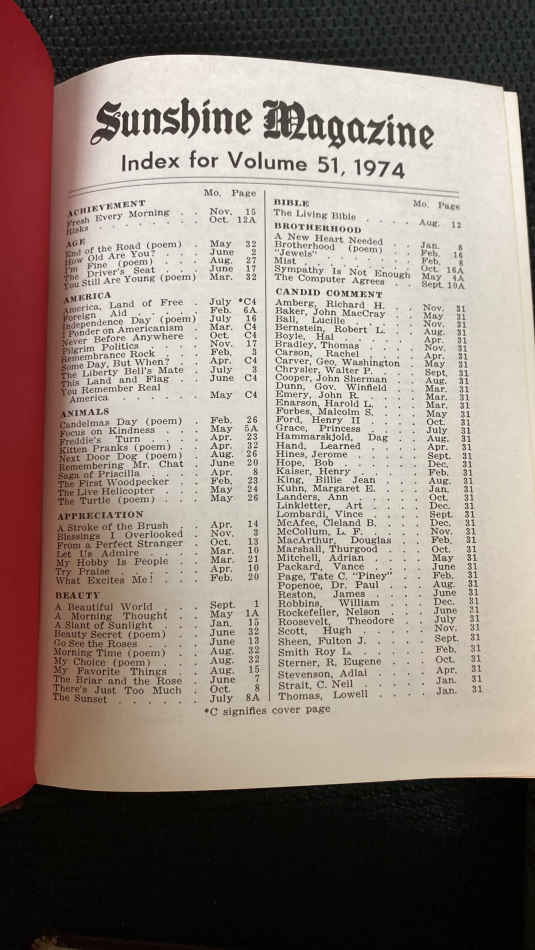 Sunshine Magazine
Index for Volume 51, 1974
Mo. Page
ACHIEVEMENT
Fresh Every Morning . . Nov. 15
Risks . . . . . . . . Oct. 12A
AGE
End of the Road (poem) May 32
How Old Are You? . . . June 2
I'm Fine (poem) . . . Aug. 27
The Driver's Seat . . . June 17
You Still Are Young (poem) Mar. 32
AMERICA
America, Land of Free . July *C4
Foreign Aid . . . . Feb. 6A
Independence Day (poem) July 16
I Ponder on Americanism Mar. C4
Never Before Anywhere . Oct. C4
Pilgrim Politics . . . Nov. 17
Remembrance Rock . . . Feb. 3
Some Day, But When? . . Apr. C4
The Liberty Bell's Mate . July 3
This Land and Flag . . June C4
You Remember Real
America . . . . . May C4
ANIMALS
Candelmas Day (poem) . Feb. 26
Focus on Kindness . . . May 5A
Freddie's Turn . . . Apr. 23
Kitten Pranks (poem) . . Apr. 32
Next Door Dog (poem) . Aug. 26
Remembering Mr. Chat . June 20
Saga of Priscilla . . . Apr. 8
The First Woodpecker . . Feb. 23
The Live Helicopter . . . May 24
The Turtle (poem) . . . May 26
APPRECIATION
A Stroke of the Brush . Apr. 14
Blessings I Overlooked . Nov. 3
From a Perfect Stranger . Oct. 13
Let Us Admire . . . . Mar. 10
My Hobby Is People . . Mar. 21
Try Praise . . . . . Apr. 10
What Excites Me! . . . Feb. 20
BEAUTY
A Beautiful World . . . Sept. 1
A Morning Thought . . May 1A
A Slant of Sunlight . . . Jan. 15
Beauty Secret (poem) . . June 32
Go See the Roses . . . June 13
Morning Time (poem) . . Aug. 32
My Choice (poem) . . . Aug. 32
My Favorite Things . . Aug. 15
The Briar and the Rose . June 7
There's Just Too Much . Oct. 8
The Sunset . . . . . . July 8A
Mo. Page
BIBLE
The Living Bible . . . . . Aug. 12
BROTHERHOOD
A New Heart Needed . . Jan. 8
Brotherhood (poem) . . Feb. 16
"Jewels" . . . . . . Feb. 8
Mist . . . . . . . Oct. 16A
Sympathy Is Not Enough May 4A
The Computer Agrees . . Sept. 10A
CANDID COMMENT
Amberg, Richard H. . . Nov. 31
Baker, John MacCray . . May 31
Ball, Lucille . . . . Nov. 31
Bernstein, Robert L. . . Aug. 31
Boyle, Hal . . . . . Apr. 31
Bradley, Thomas . . . Nov. 31
Carson, Rachel . . . . Apr. 31
Carver, Geo, Washington . May 31
Chrysler, Walter P. . . . Sept. 31
Cooper, John Sherman . . Aug. 31
Dunn, Gov. Winfield . . Mar. 31
Emery, John R. . . . . Mar. 31
Enarson, Harold L. . . . Mar. 31
Forbes, Malcolm S. . . . May 31
Ford, Henry II . . . . Oct. 31
Grace, Princess . . . . July 31
Hammarskjold, Dag . . Aug. 31
Hand, Learned . . . . Apr. 31
Hines, Jerome . . . . Sept. 31
Hope, Bob . . . . . Dec. 31
Kaiser, Henry . . . . Feb. 31
King, Billie Jean . . . Aug. 31
Kuhn, Margaret E. . . . Jan. 31
Landers, Ann . . . . Oct. 31
Linkletter, Art . . . . Dec. 31
Lombardi, Vince . . . Sept. 31
McAfee, Cleland B. . . . Dec. 31
McCollum, L. F. . . . Nov. 31
MacArthur, Douglas . . Feb. 31
Marshall, Thurgood . . . Oct. 31
Mitchell, Adrian . . . . May 31
Packard, Vance . . . . June 31
Page, Tate C. "Piney" . . Feb. 31
Popenoe, Dr. Paul . . . Aug. 31
Reston, James . . . . June 31
Robbins, William . . . Dec. 31
Rockefeller, Nelson . . . June 31
Roosevelt, Theodore . . July 31
Scott, Hugh . . . . . Nov. 31
Sheen, Fulton J. . . . . Sept. 31
Smith Roy L. . . . . Feb. 31
Sterner, R. Eugene . . . Oct. 31
Stevenson, Adlai . . . . Apr. 31
Strait, C. Neil . . . . . Jan. 31
Thomas, Lowell . . . . Jan. 31
*C signifies cover page